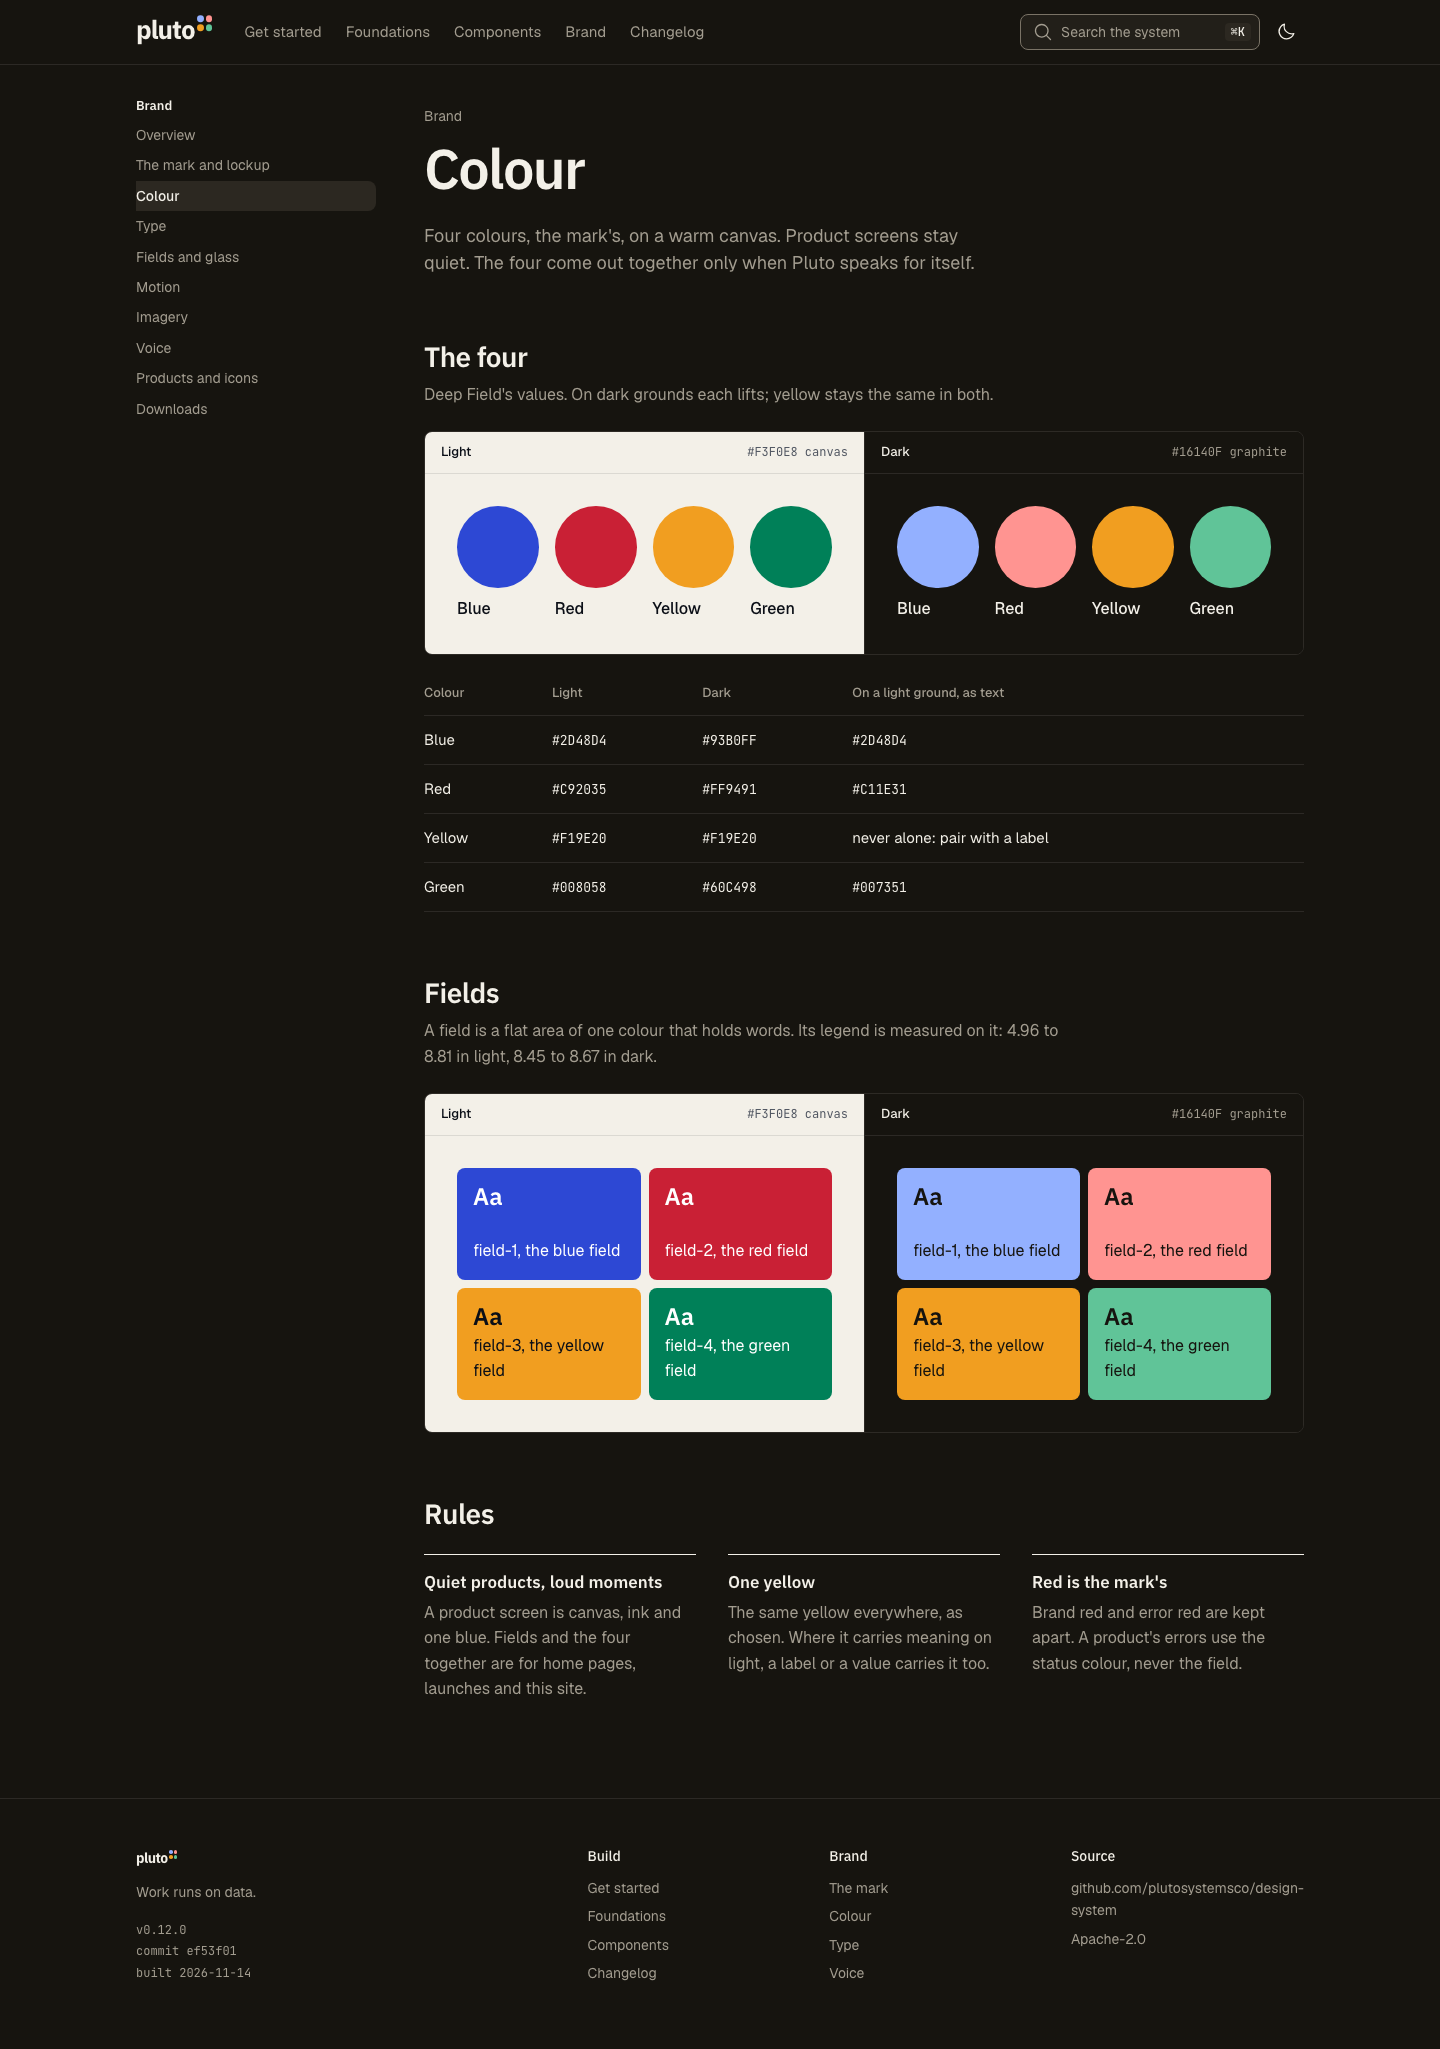 pluto
Get started
Foundations
Components
Brand
Changelog
Search the system
⌘K
Brand
Overview
The mark and lockup
Colour
Type
Fields and glass
Motion
Imagery
Voice
Products and icons
Downloads
Brand
Colour
Four colours, the mark's, on a warm canvas. Product screens stay
quiet. The four come out together only when Pluto speaks for itself.
The four
Deep Field's values. On dark grounds each lifts; yellow stays the same in both.
Light
#F3F0E8 canvas
Blue
Red
Yellow
Green
Dark
#16140F graphite
Blue
Red
Yellow
Green
Colour Light Dark On a light ground, as text
Blue #2D48D4 #93B0FF #2D48D4
Red #C92035 #FF9491 #C11E31
Yellow #F19E20 #F19E20 never alone: pair with a label
Green #008058 #60C498 #007351
Fields
A field is a flat area of one colour that holds words. Its legend is measured on it: 4.96 to
8.81 in light, 8.45 to 8.67 in dark.
Light
#F3F0E8 canvas
Aa
field-1, the blue field
Aa
field-2, the red field
Aa
field-3, the yellow
field
Aa
field-4, the green
field
Dark
#16140F graphite
Aa
field-1, the blue field
Aa
field-2, the red field
Aa
field-3, the yellow
field
Aa
field-4, the green
field
Rules
Quiet products, loud moments
A product screen is canvas, ink and
one blue. Fields and the four
together are for home pages,
launches and this site.
One yellow
The same yellow everywhere, as
chosen. Where it carries meaning on
light, a label or a value carries it too.
Red is the mark's
Brand red and error red are kept
apart. A product's errors use the
status colour, never the field.
pluto
Work runs on data.
v0.12.0
commit ef53f01
built 2026-11-14
Build
Get started
Foundations
Components
Changelog
Brand
The mark
Colour
Type
Voice
Source
github.com/plutosystemsco/design-
system
Apache-2.0